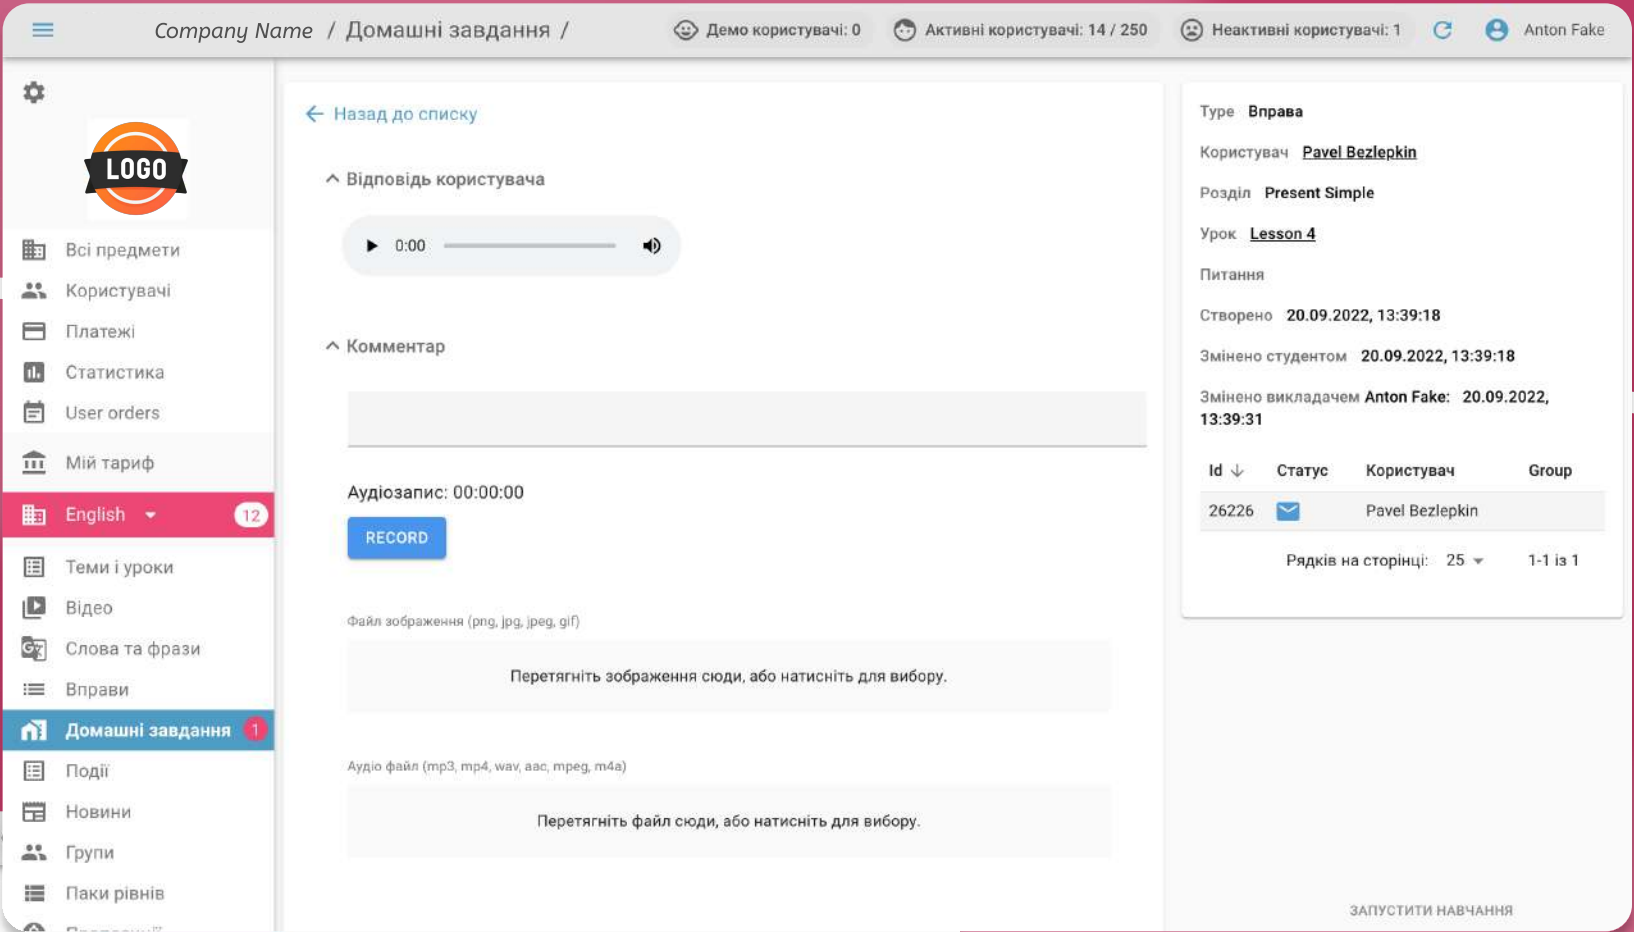 Company Name / Домашні завдання /
Демо користувачі: 0
Активні користувачі: 14 / 250
Неактивні користувачі: 1
Anton Fake
LOGO
Всі предмети
Користувачі
Платежі
Статистика
User orders
Мій тариф
English 12
Теми і уроки
Відео
Слова та фрази
Вправи
Домашні завдання 1
Події
Новини
Групи
Паки рівнів
Назад до списку
Відповідь користувача
0:00
Комментар
Аудіозапис: 00:00:00
RECORD
Файл зображення (png, jpg, jpeg, gif)
Перетягніть зображення сюди, або натисніть для вибору.
Аудіо файл (mp3, mp4, wav, aac, mpeg, m4a)
Перетягніть файл сюди, або натисніть для вибору.
Type Вправа
Користувач Pavel Bezlepkin
Розділ Present Simple
Урок Lesson 4
Питання
Створено 20.09.2022, 13:39:18
Змінено студентом 20.09.2022, 13:39:18
Змінено викладачем Anton Fake: 20.09.2022,
13:39:31
Id Статус Користувач Group
26226 Pavel Bezlepkin
Рядків на сторінці: 25 1-1 із 1
ЗАПУСТИТИ НАВЧАННЯ